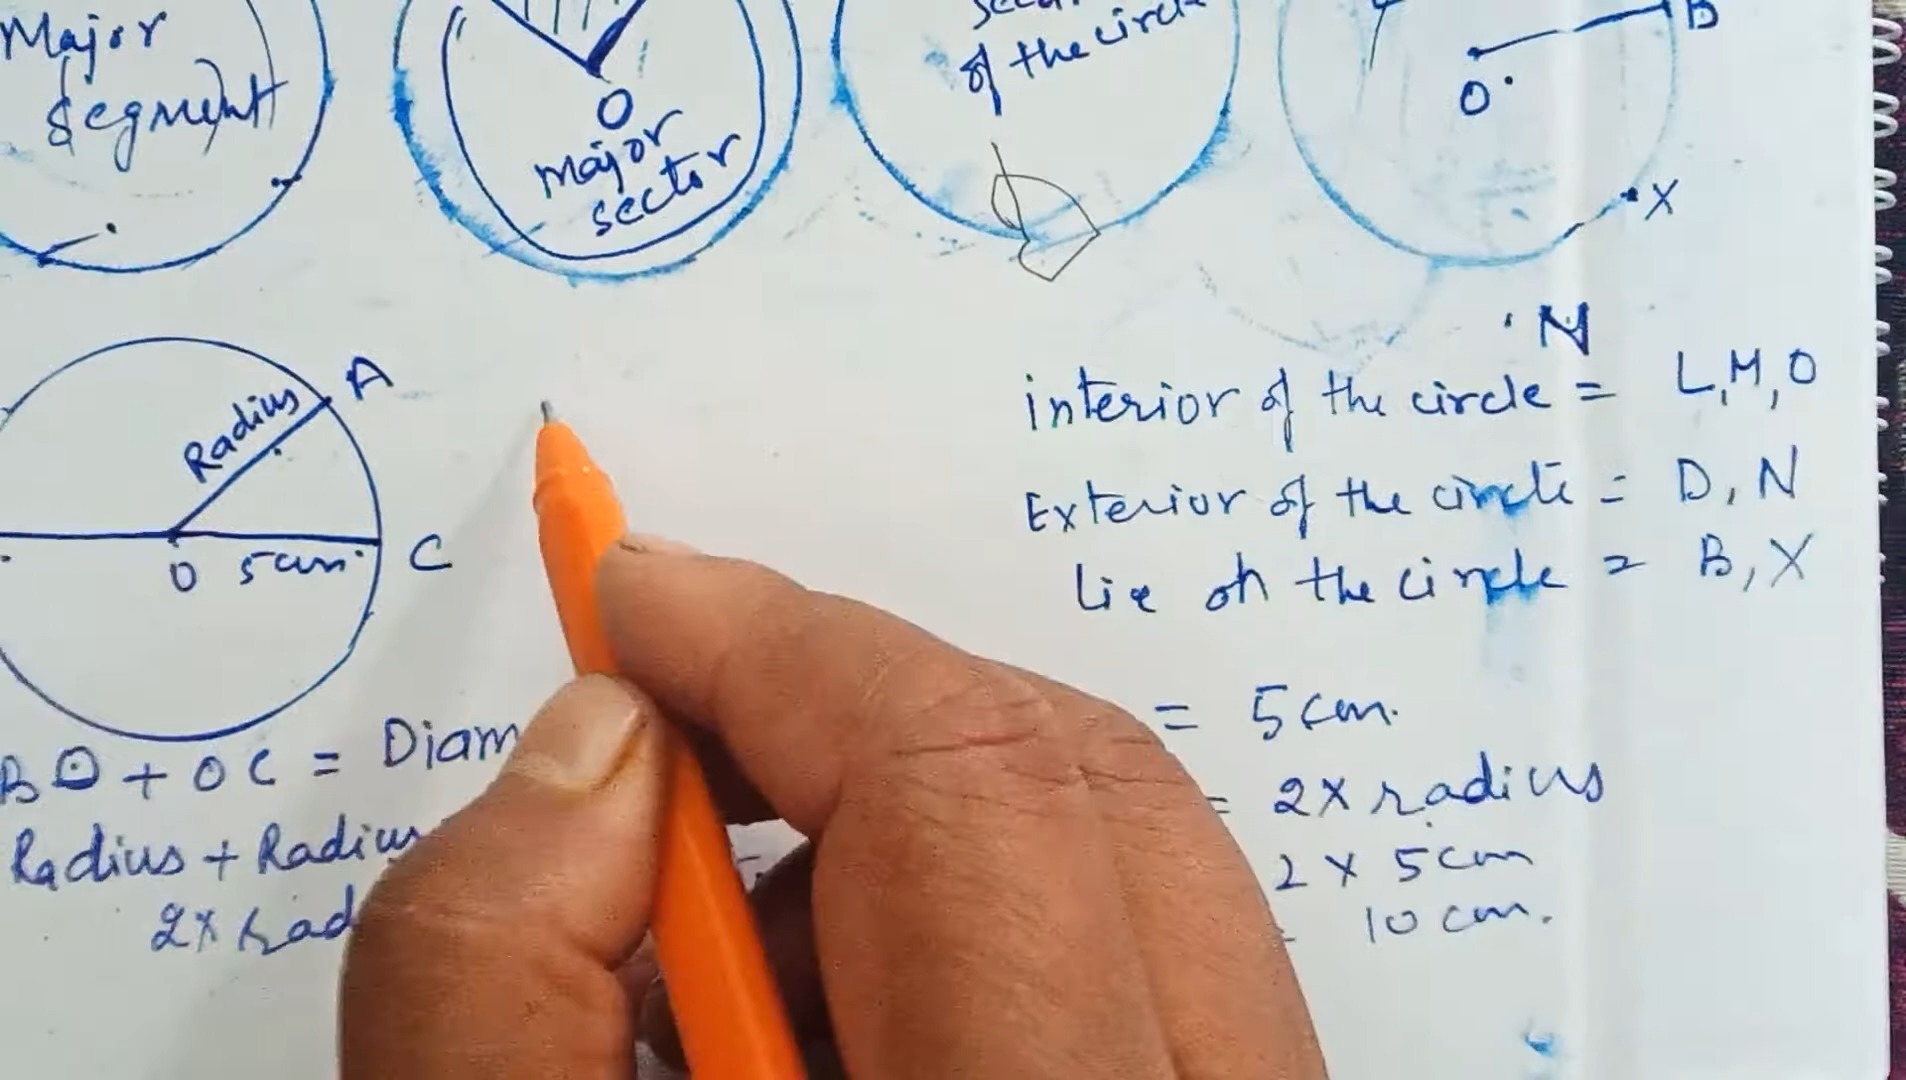 Major
Segment
O
Major
sector
of the circle
B
O
X
N
A
Radius
O 5cm C
interior of the circle = L, M, O
Exterior of the circle = D, N
Lie on the circle = B, X
BO + OC = Diam
Radius + Radius
2x rad
= 5cm.
= 2x radius
2 x 5cm
10 cm.